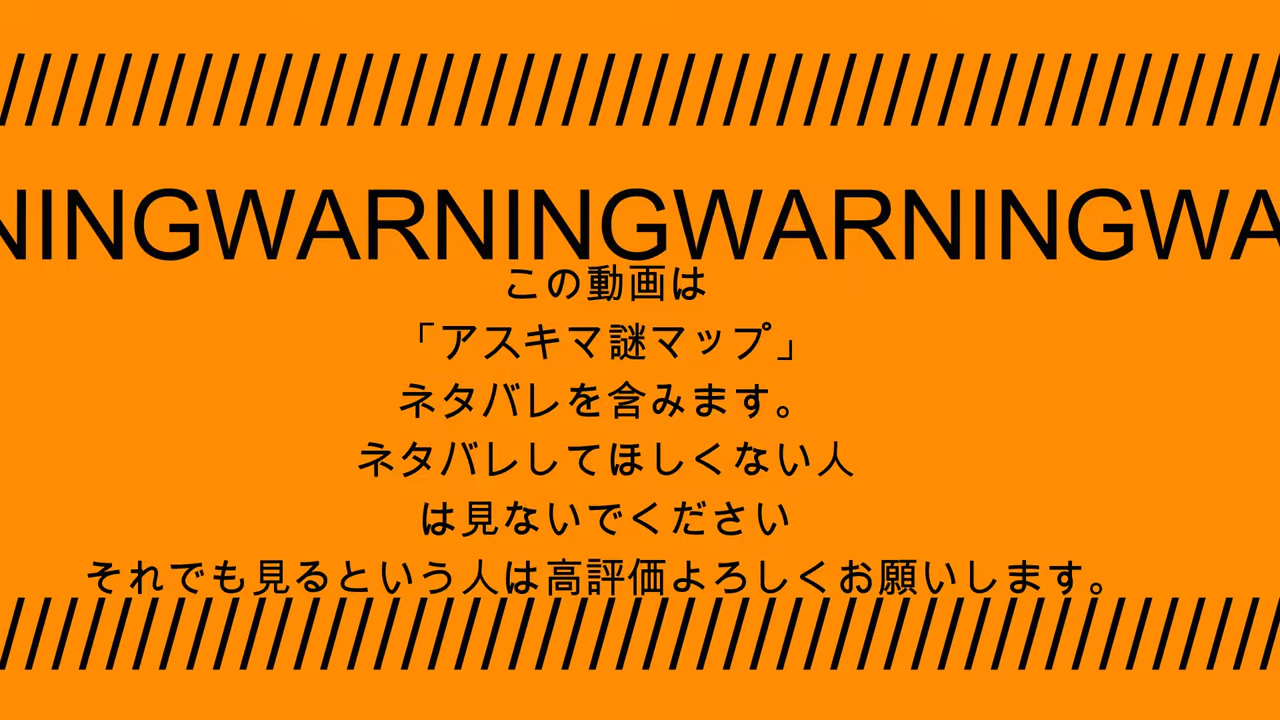 NINGWARNINGWARNINGWA
この動画は
「アスキマ謎マップ」
ネタバレを含みます。
ネタバレしてほしくない人
は見ないでください
それでも見るという人は高評価よろしくお願いします。